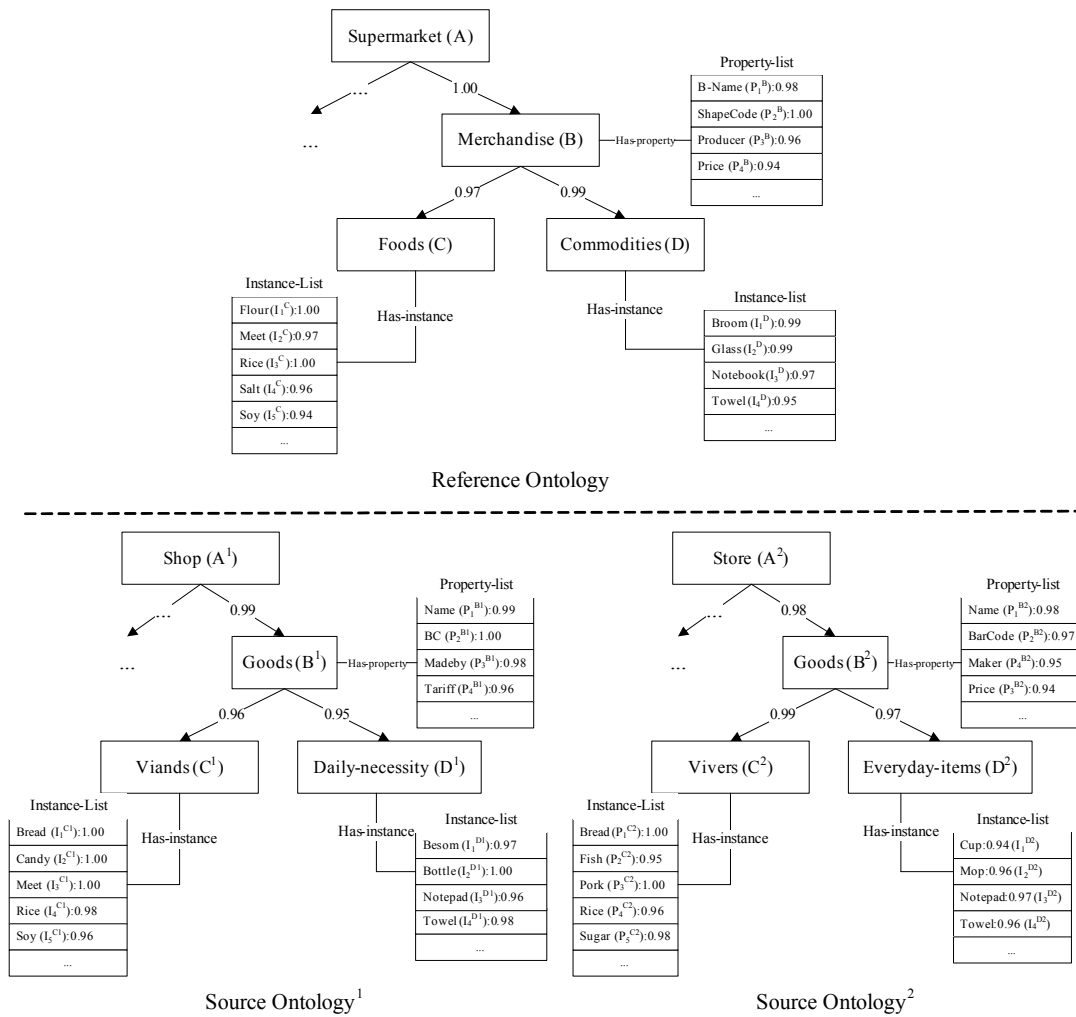 Supermarket (A)
...
1.00
...
Merchandise (B)
Has-property
Property-list
B-Name (P₁ᴮ):0.98
ShapeCode (P₂ᴮ):1.00
Producer (P₃ᴮ):0.96
Price (P₄ᴮ):0.94
...
0.97
0.99
Foods (C)
Commodities (D)
Instance-List
Flour(I₁ᶜ):1.00
Meet (I₂ᶜ):0.97
Rice (I₃ᶜ):1.00
Salt (I₄ᶜ):0.96
Soy (I₅ᶜ):0.94
...
Has-instance
Has-instance
Instance-list
Broom (I₁ᴰ):0.99
Glass(I₂ᴰ):0.99
Notebook(I₃ᴰ):0.97
Towel(I₄ᴰ):0.95
...
Reference Ontology
Shop (A¹)
...
0.99
...
Goods (B¹)
Has-property
Property-list
Name (P₁ᴮ¹):0.99
BC (P₂ᴮ¹):1.00
Madeby (P₃ᴮ¹):0.98
Tariff (P₄ᴮ¹):0.96
...
0.96
0.95
Viands (C¹)
Daily-necessity (D¹)
Instance-List
Bread (I₁ᶜ¹):1.00
Candy (I₂ᶜ¹):1.00
Meet (I₃ᶜ¹):1.00
Rice (I₄ᶜ¹):0.98
Soy (I₅ᶜ¹):0.96
...
Has-instance
Has-instance
Instance-list
Besom (I₁ᴰ¹):0.97
Bottle(I₂ᴰ¹):1.00
Notepad(I₃ᴰ¹):0.96
Towel(I₄ᴰ¹):0.98
...
Source Ontology¹
Store (A²)
...
0.98
...
Goods (B²)
Has-property
Property-list
Name (P₁ᴮ²):0.98
BarCode (P₂ᴮ²):0.97
Maker (P₄ᴮ²):0.95
Price (P₃ᴮ²):0.94
...
0.99
0.97
Vivers (C²)
Everyday-items (D²)
Instance-List
Bread(P₁ᶜ²):1.00
Fish (P₂ᶜ²):0.95
Pork (P₃ᶜ²):1.00
Rice (P₄ᶜ²):0.96
Sugar (P₅ᶜ²):0.98
...
Has-instance
Has-instance
Instance-list
Cup:0.94 (I₁ᴰ²)
Mop:0.96 (I₂ᴰ²)
Notepad:0.97 (I₃ᴰ²)
Towel:0.96 (I₄ᴰ²)
...
Source Ontology²